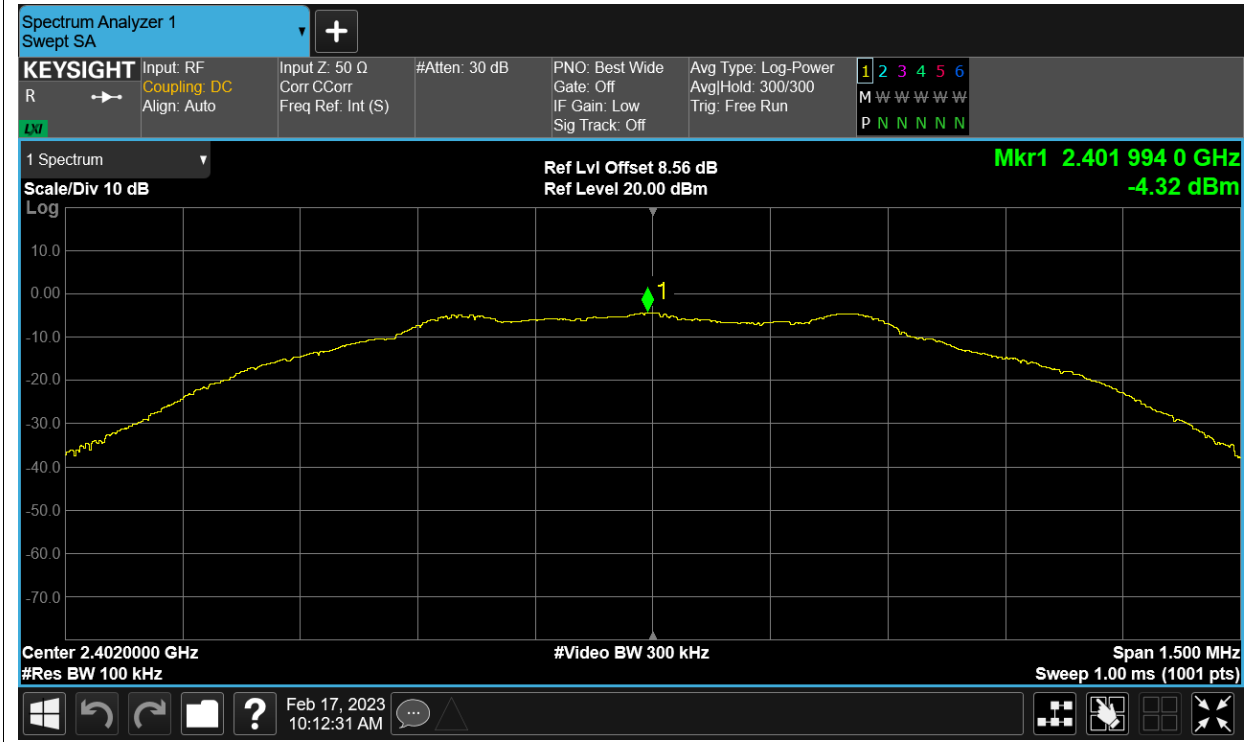 Spectrum Analyzer 1
Swept SA
KEYSIGHT
R
LXI
Input: RF
Coupling: DC
Align: Auto
Input Z: 50 Ω
Corr CCorr
Freq Ref: Int (S)
#Atten: 30 dB
PNO: Best Wide
Gate: Off
IF Gain: Low
Sig Track: Off
Avg Type: Log-Power
Avg|Hold: 300/300
Trig: Free Run
1 2 3 4 5 6
M W W W W W
P N N N N N
1 Spectrum
Scale/Div 10 dB
Log
Ref Lvl Offset 8.56 dB
Ref Level 20.00 dBm
Mkr1 2.401 994 0 GHz
-4.32 dBm
10.0
0.00
-10.0
-20.0
-30.0
-40.0
-50.0
-60.0
-70.0
1
Center 2.4020000 GHz
#Res BW 100 kHz
#Video BW 300 kHz
Span 1.500 MHz
Sweep 1.00 ms (1001 pts)
?
Feb 17, 2023
10:12:31 AM